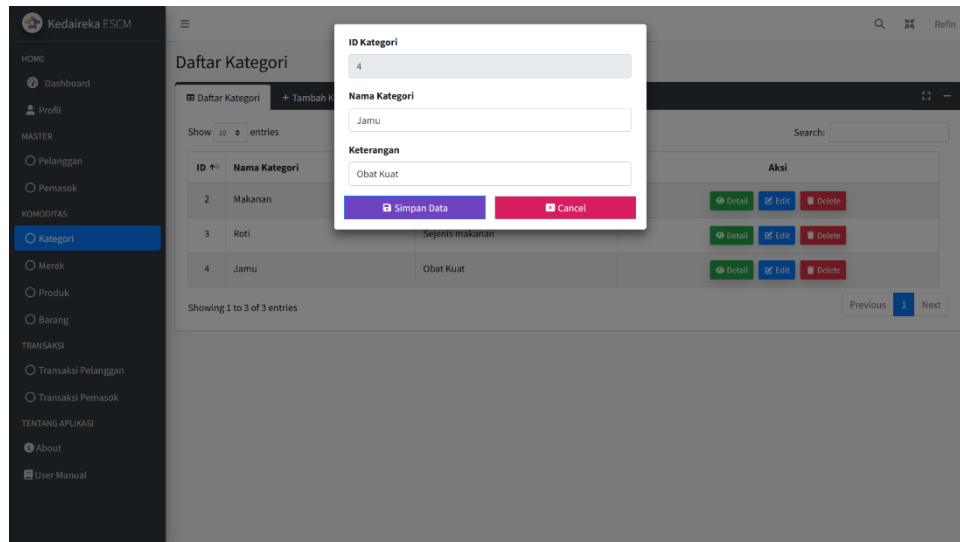 Kedaireka ESCM
Refin
HOME
Dashboard
Profil
MASTER
Pelanggan
Pemasok
KOMODITAS
Kategori
Merek
Produk
Barang
TRANSAKSI
Transaksi Pelanggan
Transaksi Pemasok
TENTANG APLIKASI
About
User Manual
Daftar Kategori
Daftar Kategori + Tambah K
Show 10 entries Search:
ID Nama Kategori Aksi
2 Makanan Detail Edit Delete
3 Roti Sejenis makanan Detail Edit Delete
4 Jamu Obat Kuat Detail Edit Delete
Showing 1 to 3 of 3 entries Previous 1 Next
ID Kategori
4
Nama Kategori
Jamu
Keterangan
Obat Kuat
Simpan Data Cancel